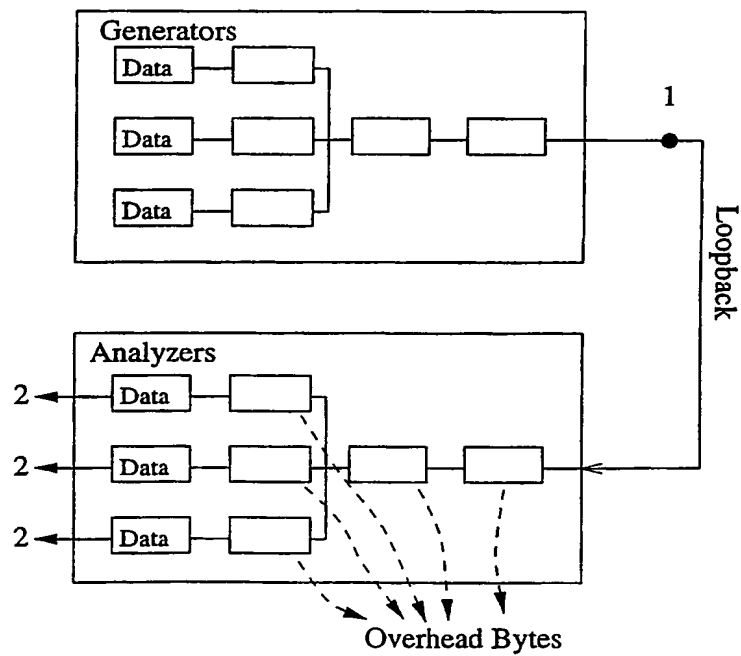 Generators
Data
Data
Data
1
Loopback
Analyzers
2 Data
2 Data
2 Data
Overhead Bytes